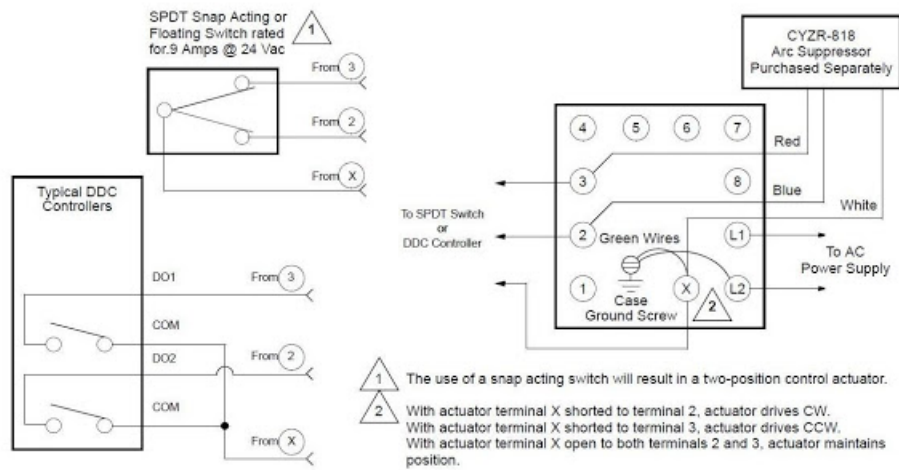 SPDT Snap Acting or
Floating Switch rated
for.9 Amps @ 24 Vac
1
From 3
From 2
From X
Typical DDC
Controllers
DO1
From 3
COM
DO2
From 2
COM
From X
CYZR-818
Arc Suppressor
Purchased Separately
4 5 6 7
Red
3
8
Blue
White
To SPDT Switch
or
DDC Controller
2
Green Wires
L1
To AC
Power Supply
1
Case
Ground Screw
X
2
L2
1 The use of a snap acting switch will result in a two-position control actuator.
2 With actuator terminal X shorted to terminal 2, actuator drives CW.
With actuator terminal X shorted to terminal 3, actuator drives CCW.
With actuator terminal X open to both terminals 2 and 3, actuator maintains
position.